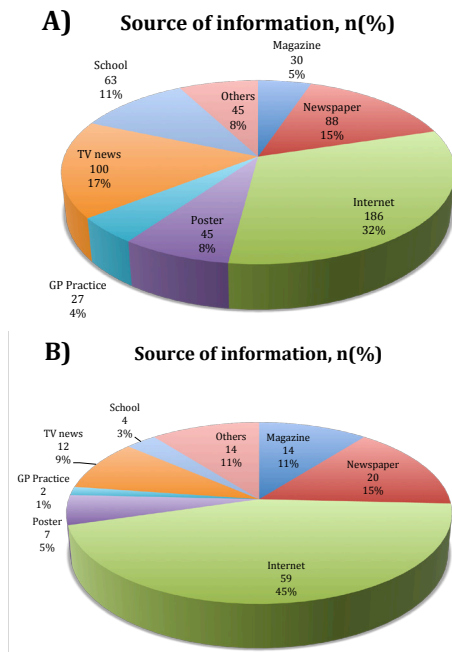 A)
Source of information, n(%)
Magazine
30
5%
Newspaper
88
15%
Internet
186
32%
Poster
45
8%
GP Practice
27
4%
TV news
100
17%
School
63
11%
Others
45
8%
B)
Source of information, n(%)
Magazine
14
11%
Newspaper
20
15%
Internet
59
45%
Poster
7
5%
GP Practice
2
1%
TV news
12
9%
School
4
3%
Others
14
11%